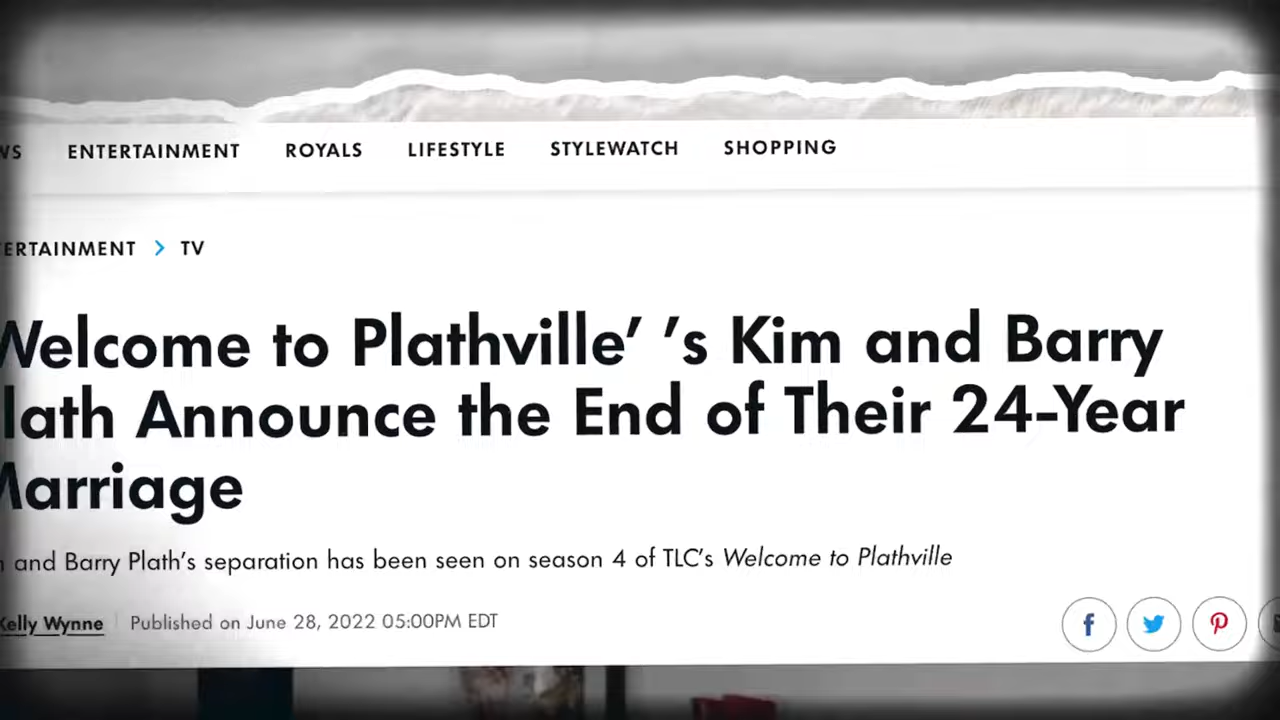 WS ENTERTAINMENT ROYALS LIFESTYLE STYLEWATCH SHOPPING
ERTAINMENT > TV
Welcome to Plathville' 's Kim and Barry
lath Announce the End of Their 24-Year
Marriage
and Barry Plath's separation has been seen on season 4 of TLC's Welcome to Plathville
Kelly Wynne Published on June 28, 2022 05:00PM EDT